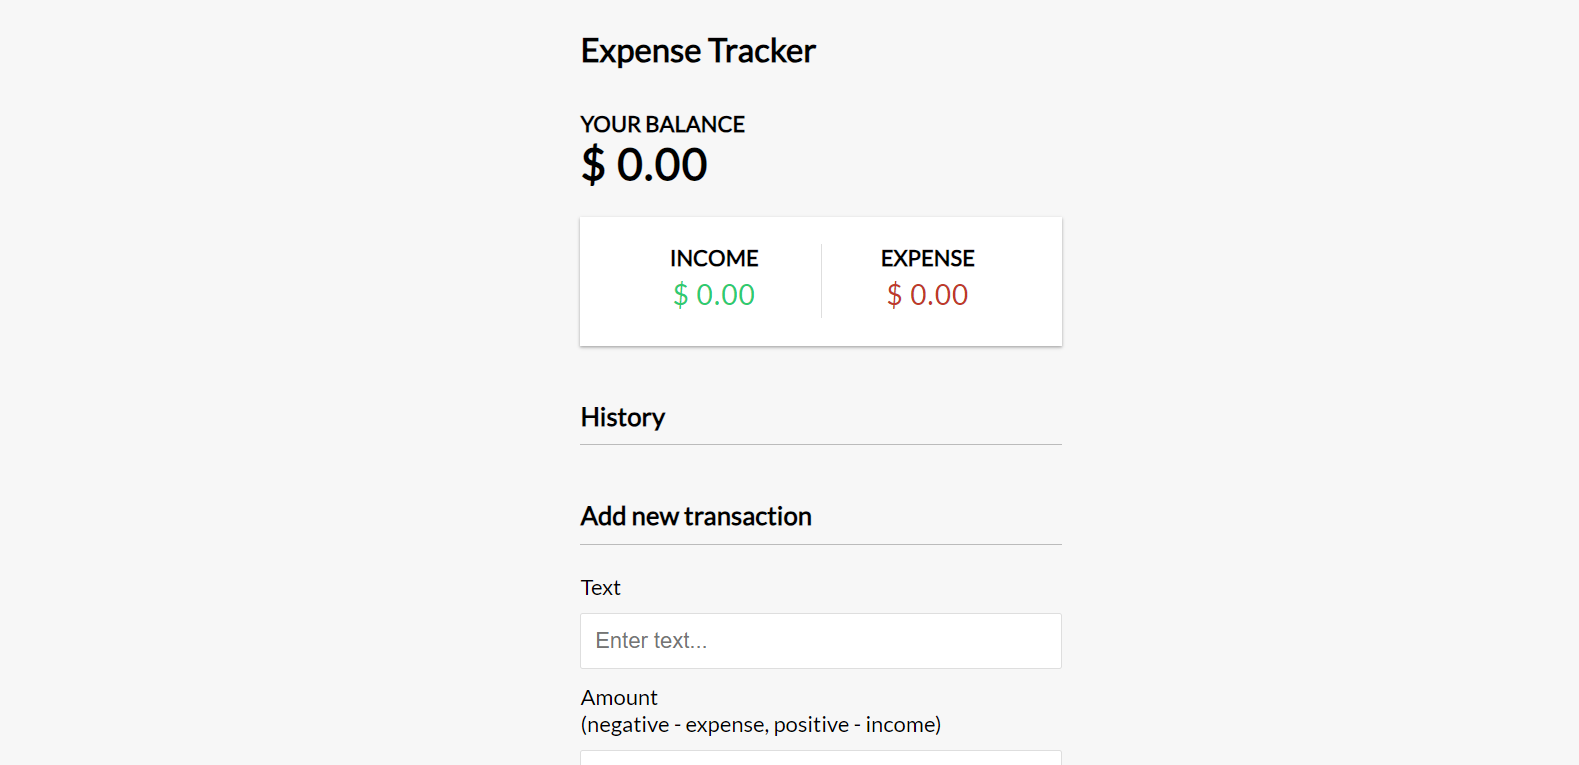 Expense Tracker
YOUR BALANCE
$ 0.00
INCOME
$ 0.00
EXPENSE
$ 0.00
History
Add new transaction
Text
Enter text...
Amount
(negative - expense, positive - income)